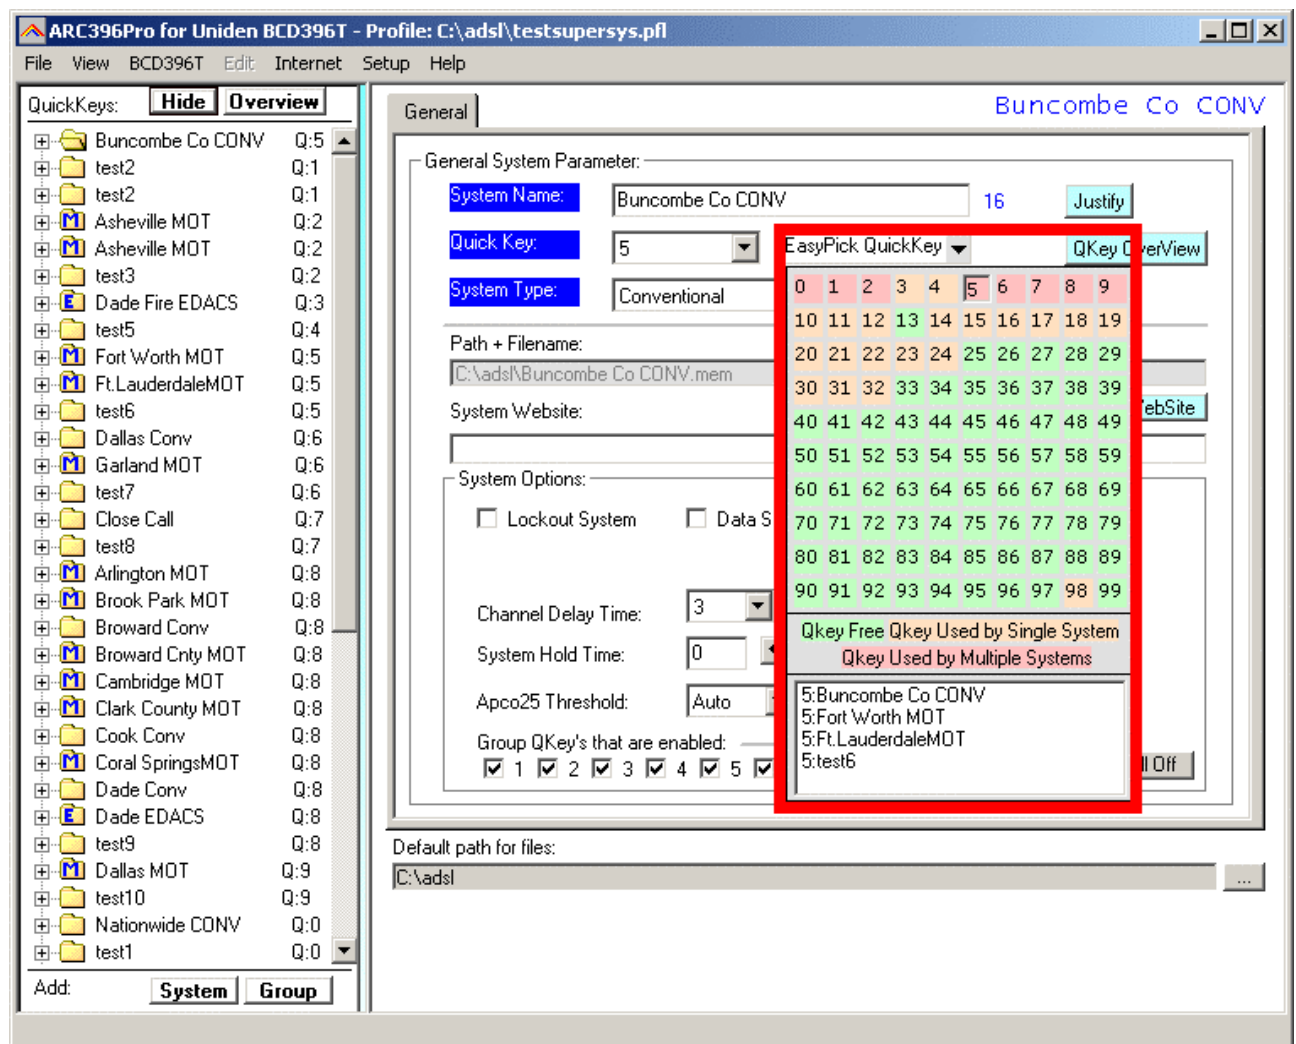 ARC396Pro for Uniden BCD396T - Profile: C:\adsl\testsupersys.pfl
File View BCD396T Edit Internet Setup Help
QuickKeys: Hide Overview
Buncombe Co CONV Q:5
test2 Q:1
test2 Q:1
M Asheville MOT Q:2
M Asheville MOT Q:2
test3 Q:2
E Dade Fire EDACS Q:3
test5 Q:4
M Fort Worth MOT Q:5
M Ft.LauderdaleMOT Q:5
test6 Q:5
Dallas Conv Q:6
M Garland MOT Q:6
test7 Q:6
Close Call Q:7
test8 Q:7
M Arlington MOT Q:8
M Brook Park MOT Q:8
Broward Conv Q:8
M Broward Cnty MOT Q:8
M Cambridge MOT Q:8
M Clark County MOT Q:8
Cook Conv Q:8
M Coral SpringsMOT Q:8
Dade Conv Q:8
E Dade EDACS Q:8
test9 Q:8
M Dallas MOT Q:9
test10 Q:9
Nationwide CONV Q:0
test1 Q:0
Add: System Group
General
Buncombe Co CONV
General System Parameter:
System Name: Buncombe Co CONV 16 Justify
Quick Key: 5 EasyPick QuickKey QKey OverView
System Type: Conventional
Path + Filename:
C:\adsl\Buncombe Co CONV.mem
System Website:
ebSite
System Options:
Lockout System Data S
Channel Delay Time: 3
System Hold Time: 0
Apco25 Threshold: Auto
Group QKey's that are enabled:
1 2 3 4 5
ll Off
0 1 2 3 4 5 6 7 8 9
10 11 12 13 14 15 16 17 18 19
20 21 22 23 24 25 26 27 28 29
30 31 32 33 34 35 36 37 38 39
40 41 42 43 44 45 46 47 48 49
50 51 52 53 54 55 56 57 58 59
60 61 62 63 64 65 66 67 68 69
70 71 72 73 74 75 76 77 78 79
80 81 82 83 84 85 86 87 88 89
90 91 92 93 94 95 96 97 98 99
Qkey Free Qkey Used by Single System
Qkey Used by Multiple Systems
5:Buncombe Co CONV
5:Fort Worth MOT
5:Ft.LauderdaleMOT
5:test6
Default path for files:
C:\adsl ...